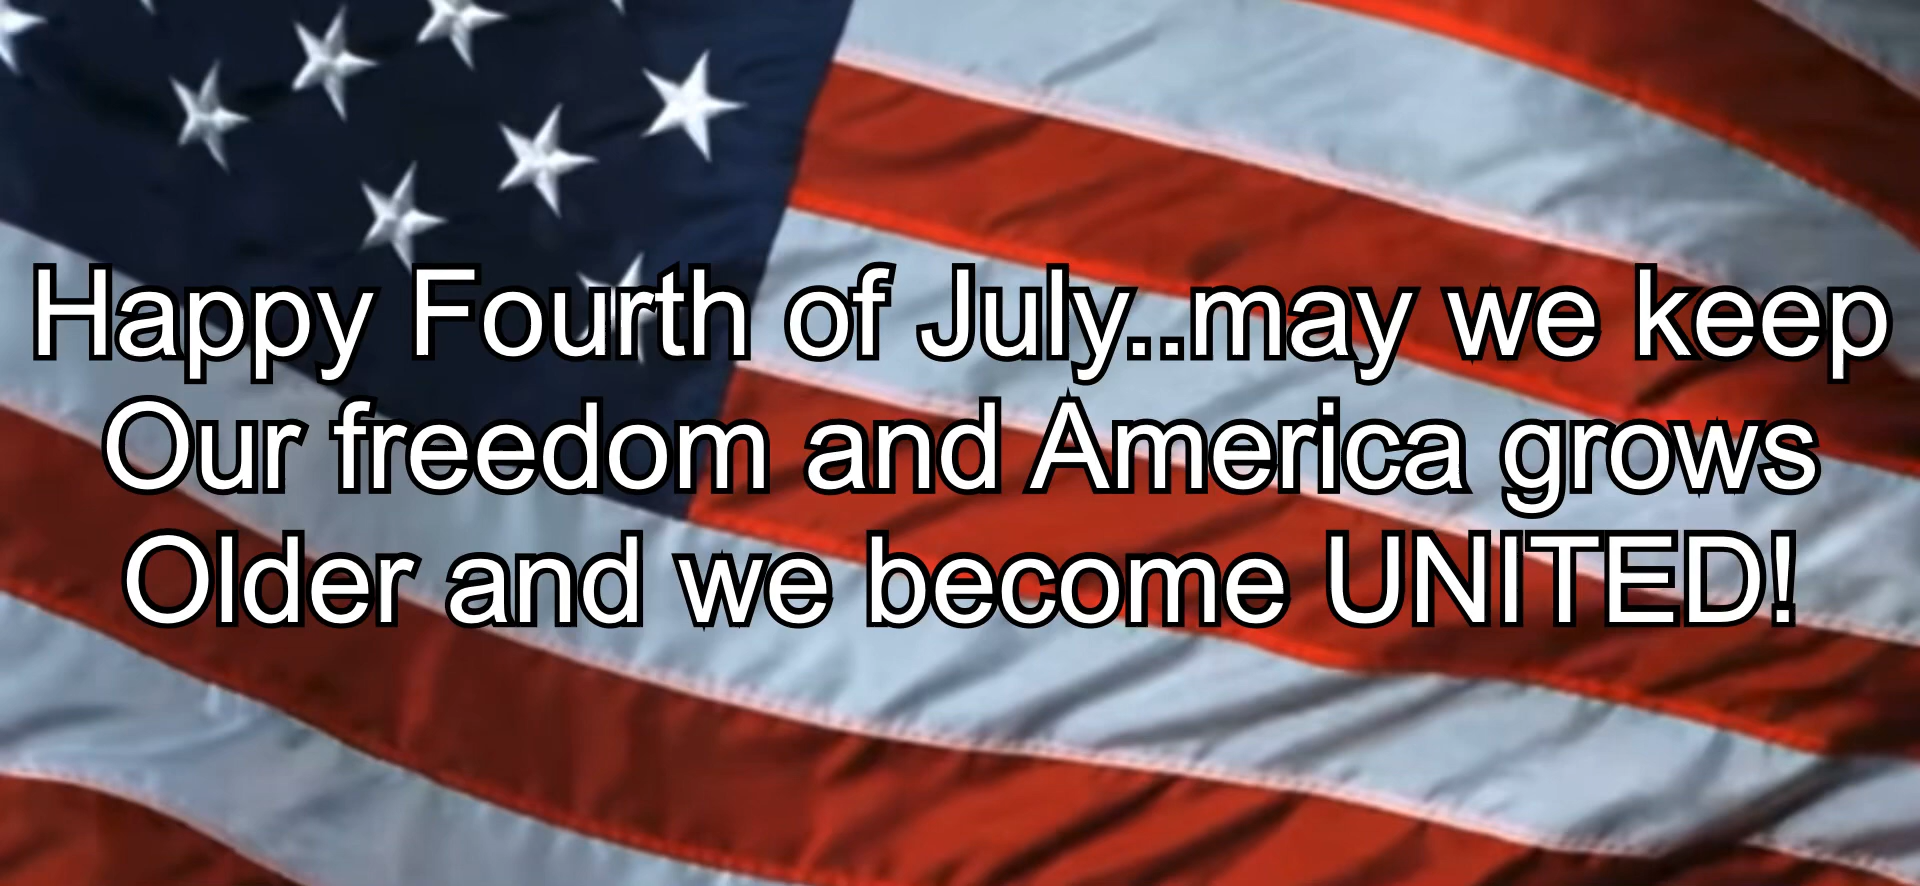 Happy Fourth of July..may we keep
Our freedom and America grows
Older and we become UNITED!